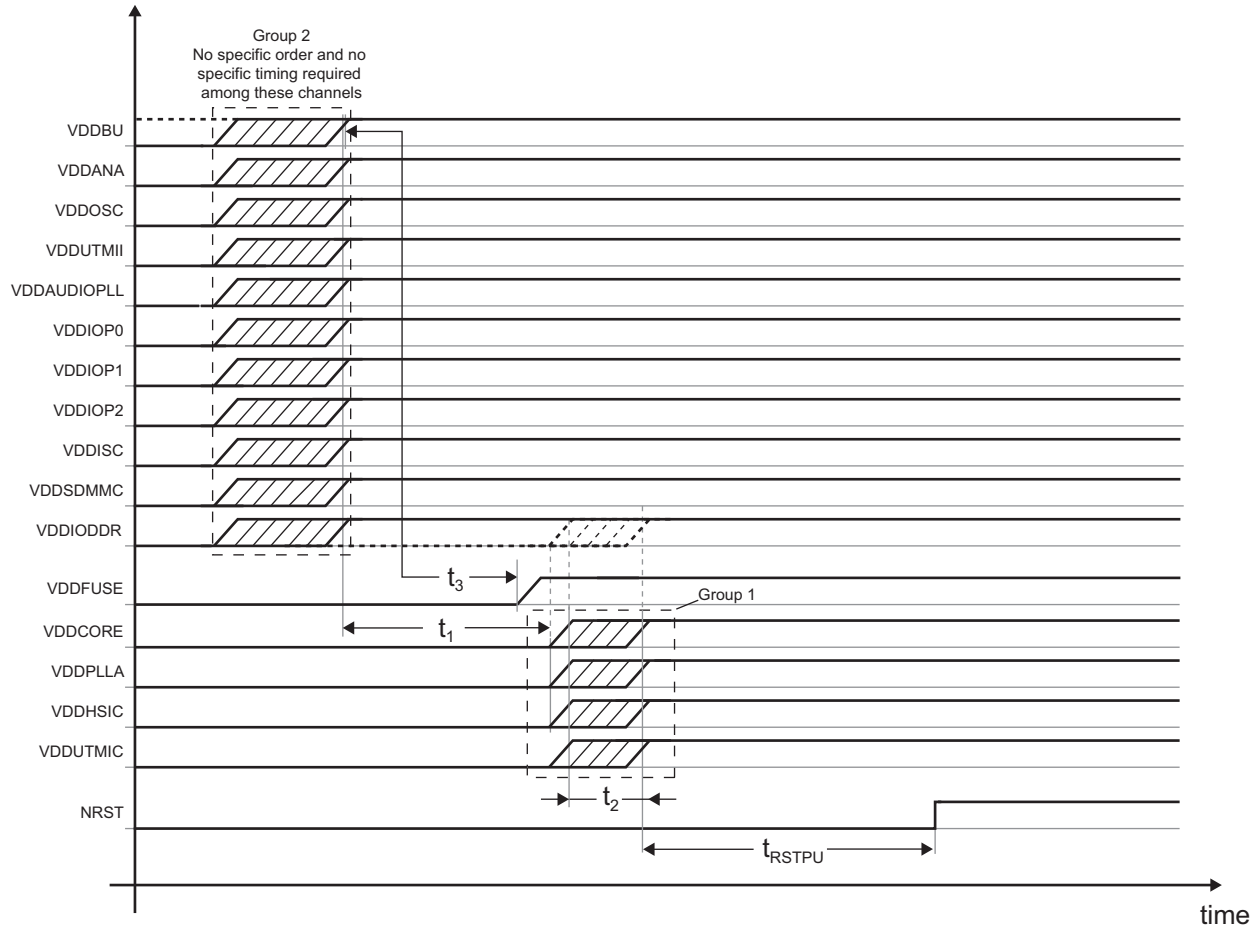 Group 2
No specific order and no
specific timing required
among these channels
VDDBU
VDDANA
VDDOSC
VDDUTMII
VDDAUDIOPLL
VDDIOP0
VDDIOP1
VDDIOP2
VDDISC
VDDSDMMC
VDDIODDR
t3
VDDFUSE
Group 1
VDDCORE
t1
VDDPLLA
VDDHSIC
VDDUTMIC
t2
NRST
tRSTPU
time